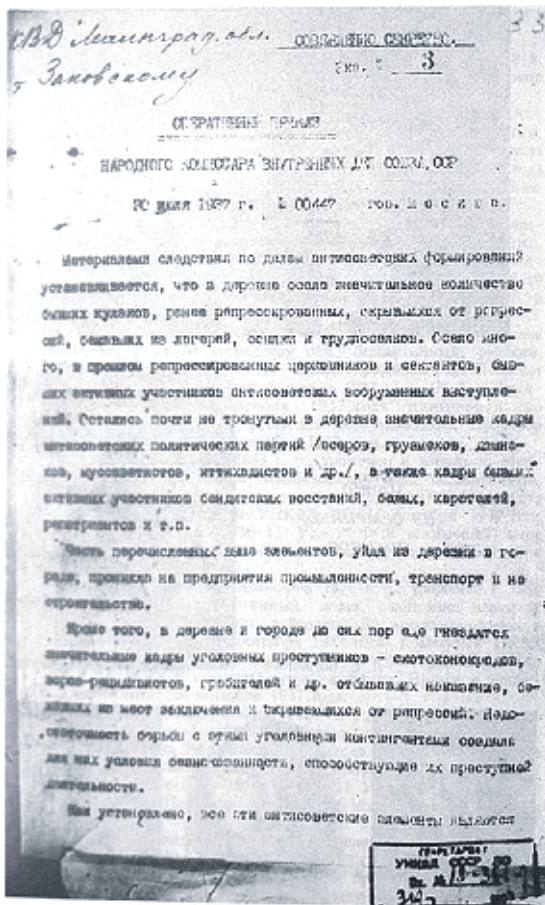 НКВД Ленинград. обл.
т Заковскому
33
СОВЕРШЕННО СЕКРЕТНО.
Экз. № 3
ОПЕРАТИВНЫЙ ПРИКАЗ
НАРОДНОГО КОМИССАРА ВНУТРЕННИХ ДЕЛ СОЮЗА ССР
30 июля 1937 г. № 00447 гор. Москва.
Материалами следствия по делам антисоветских формирований
устанавливается, что в деревне осело значительное количество
бывших кулаков, ранее репрессированных, скрывшихся от репрес-
сий, бежавших из лагерей, ссылки и трудпоселков. Осело мно-
го, в прошлом репрессированных церковников и сектантов, быв-
ших активных участников антисоветских вооруженных выступле-
ний. Остались почти не тронутыми в деревне значительные кадры
антисоветских политических партий /эсеров, грузмеков, дашна-
ков, мусаватистов, иттихадистов и др./, а также кадры бывших
активных участников бандитских восстаний, белых, карателей,
репатриантов и т.п.
Часть перечисленных выше элементов, уйдя из деревни в го-
рода, проникла на предприятия промышленности, транспорт и на
строительство.
Кроме того, в деревне и городе до сих пор еще гнездятся
значительные кадры уголовных преступников - скотоконокрадов,
воров-рецидивистов, грабителей и др. отбывавших наказание, бе-
жавших из мест заключения и скрывающихся от репрессий. Недо-
статочность борьбы с этими уголовными контингентами создала
для них условия безнаказанности, способствующие их преступной
деятельности.
Как установлено, все эти антисоветские элементы являются
СЕКРЕТАРИАТ
УНКВД СССР ПО
Вх. №